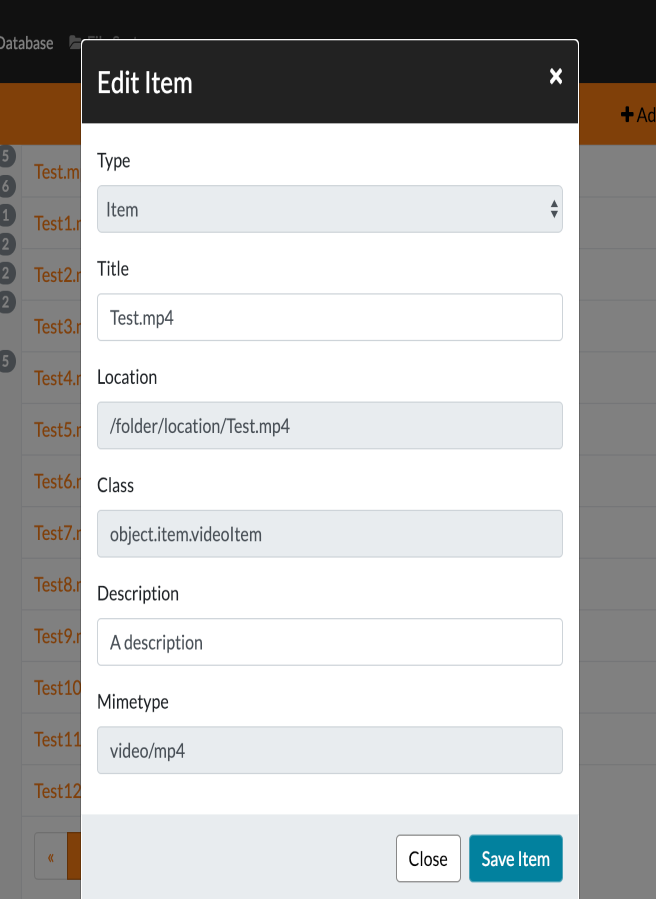 Database
Edit Item
×
Ad
Type
Item
Title
Test.mp4
Location
/folder/location/Test.mp4
Class
object.item.videoItem
Description
A description
Mimetype
video/mp4
Close Save Item
5
6
1
2
2
2
5
Test.m
Test1.
Test2.
Test3.
Test4.
Test5.
Test6.
Test7.
Test8.
Test9.
Test10
Test11
Test12
«